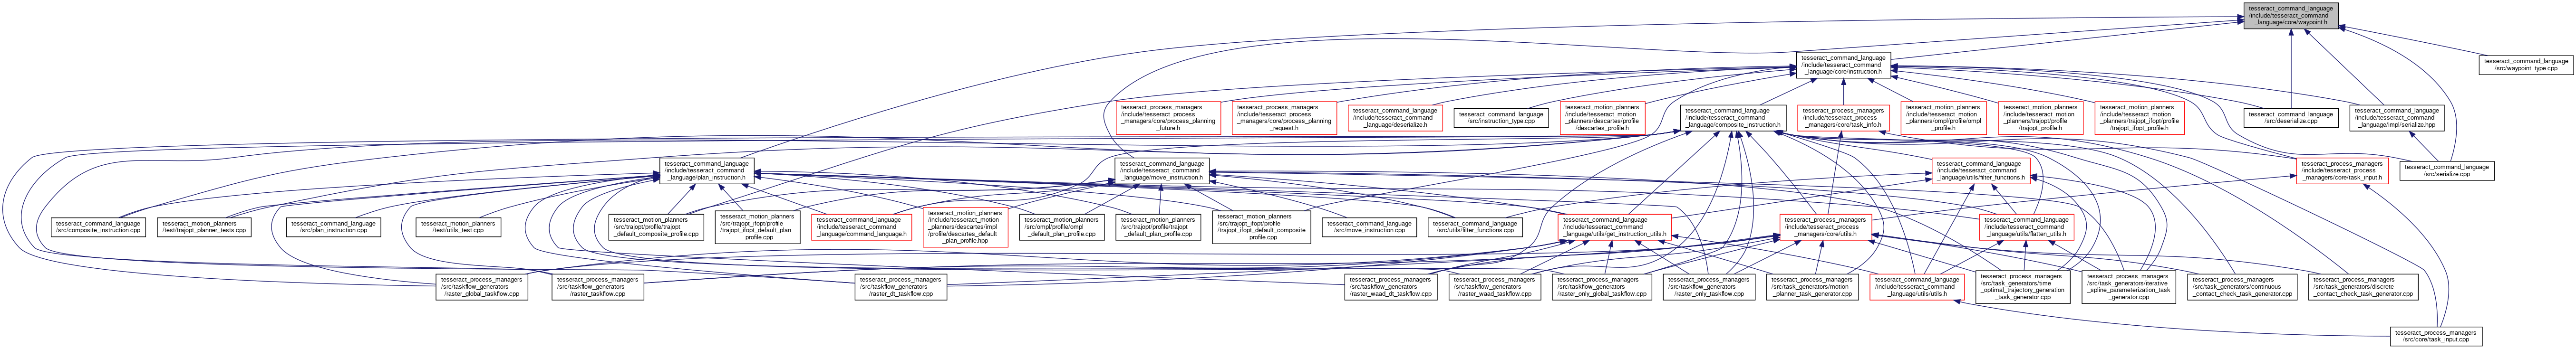 tesseract_command_language
/include/tesseract_command
_language/core/waypoint.h
tesseract_command_language
/include/tesseract_command
_language/core/instruction.h
tesseract_command_language
/src/waypoint_type.cpp
tesseract_process_managers
/include/tesseract_process
_managers/core/process_planning
_future.h
tesseract_process_managers
/include/tesseract_process
_managers/core/process_planning
_request.h
tesseract_command_language
/include/tesseract_command
_language/deserialize.h
tesseract_command_language
/src/instruction_type.cpp
tesseract_motion_planners
/include/tesseract_motion
_planners/descartes/profile
/descartes_profile.h
tesseract_command_language
/include/tesseract_command
_language/composite_instruction.h
tesseract_process_managers
/include/tesseract_process
_managers/core/task_info.h
tesseract_motion_planners
/include/tesseract_motion
_planners/ompl/profile/ompl
_profile.h
tesseract_motion_planners
/include/tesseract_motion
_planners/trajopt/profile
/trajopt_profile.h
tesseract_motion_planners
/include/tesseract_motion
_planners/trajopt_ifopt/profile
/trajopt_ifopt_profile.h
tesseract_command_language
/src/deserialize.cpp
tesseract_command_language
/include/tesseract_command
_language/impl/serialize.hpp
tesseract_command_language
/include/tesseract_command
_language/plan_instruction.h
tesseract_command_language
/include/tesseract_command
_language/move_instruction.h
tesseract_command_language
/include/tesseract_command
_language/utils/filter_functions.h
tesseract_process_managers
/include/tesseract_process
_managers/core/task_input.h
tesseract_command_language
/src/serialize.cpp
tesseract_command_language
/src/composite_instruction.cpp
tesseract_motion_planners
/test/trajopt_planner_tests.cpp
tesseract_command_language
/src/plan_instruction.cpp
tesseract_motion_planners
/test/utils_test.cpp
tesseract_motion_planners
/src/trajopt/profile/trajopt
_default_composite_profile.cpp
tesseract_motion_planners
/src/trajopt_ifopt/profile
/trajopt_ifopt_default_plan
_profile.cpp
tesseract_command_language
/include/tesseract_command
_language/command_language.h
tesseract_motion_planners
/include/tesseract_motion
_planners/descartes/impl
/profile/descartes_default
_plan_profile.hpp
tesseract_motion_planners
/src/ompl/profile/ompl
_default_plan_profile.cpp
tesseract_motion_planners
/src/trajopt/profile/trajopt
_default_plan_profile.cpp
tesseract_motion_planners
/src/trajopt_ifopt/profile
/trajopt_ifopt_default_composite
_profile.cpp
tesseract_command_language
/src/move_instruction.cpp
tesseract_command_language
/src/utils/filter_functions.cpp
tesseract_command_language
/include/tesseract_command
_language/utils/get_instruction_utils.h
tesseract_process_managers
/include/tesseract_process
_managers/core/utils.h
tesseract_command_language
/include/tesseract_command
_language/utils/flatten_utils.h
tesseract_process_managers
/src/taskflow_generators
/raster_global_taskflow.cpp
tesseract_process_managers
/src/taskflow_generators
/raster_taskflow.cpp
tesseract_process_managers
/src/taskflow_generators
/raster_dt_taskflow.cpp
tesseract_process_managers
/src/taskflow_generators
/raster_waad_dt_taskflow.cpp
tesseract_process_managers
/src/taskflow_generators
/raster_waad_taskflow.cpp
tesseract_process_managers
/src/taskflow_generators
/raster_only_global_taskflow.cpp
tesseract_process_managers
/src/taskflow_generators
/raster_only_taskflow.cpp
tesseract_process_managers
/src/task_generators/motion
_planner_task_generator.cpp
tesseract_command_language
/include/tesseract_command
_language/utils/utils.h
tesseract_process_managers
/src/task_generators/time
_optimal_trajectory_generation
_task_generator.cpp
tesseract_process_managers
/src/task_generators/iterative
_spline_parameterization_task
_generator.cpp
tesseract_process_managers
/src/task_generators/continuous
_contact_check_task_generator.cpp
tesseract_process_managers
/src/task_generators/discrete
_contact_check_task_generator.cpp
tesseract_process_managers
/src/core/task_input.cpp